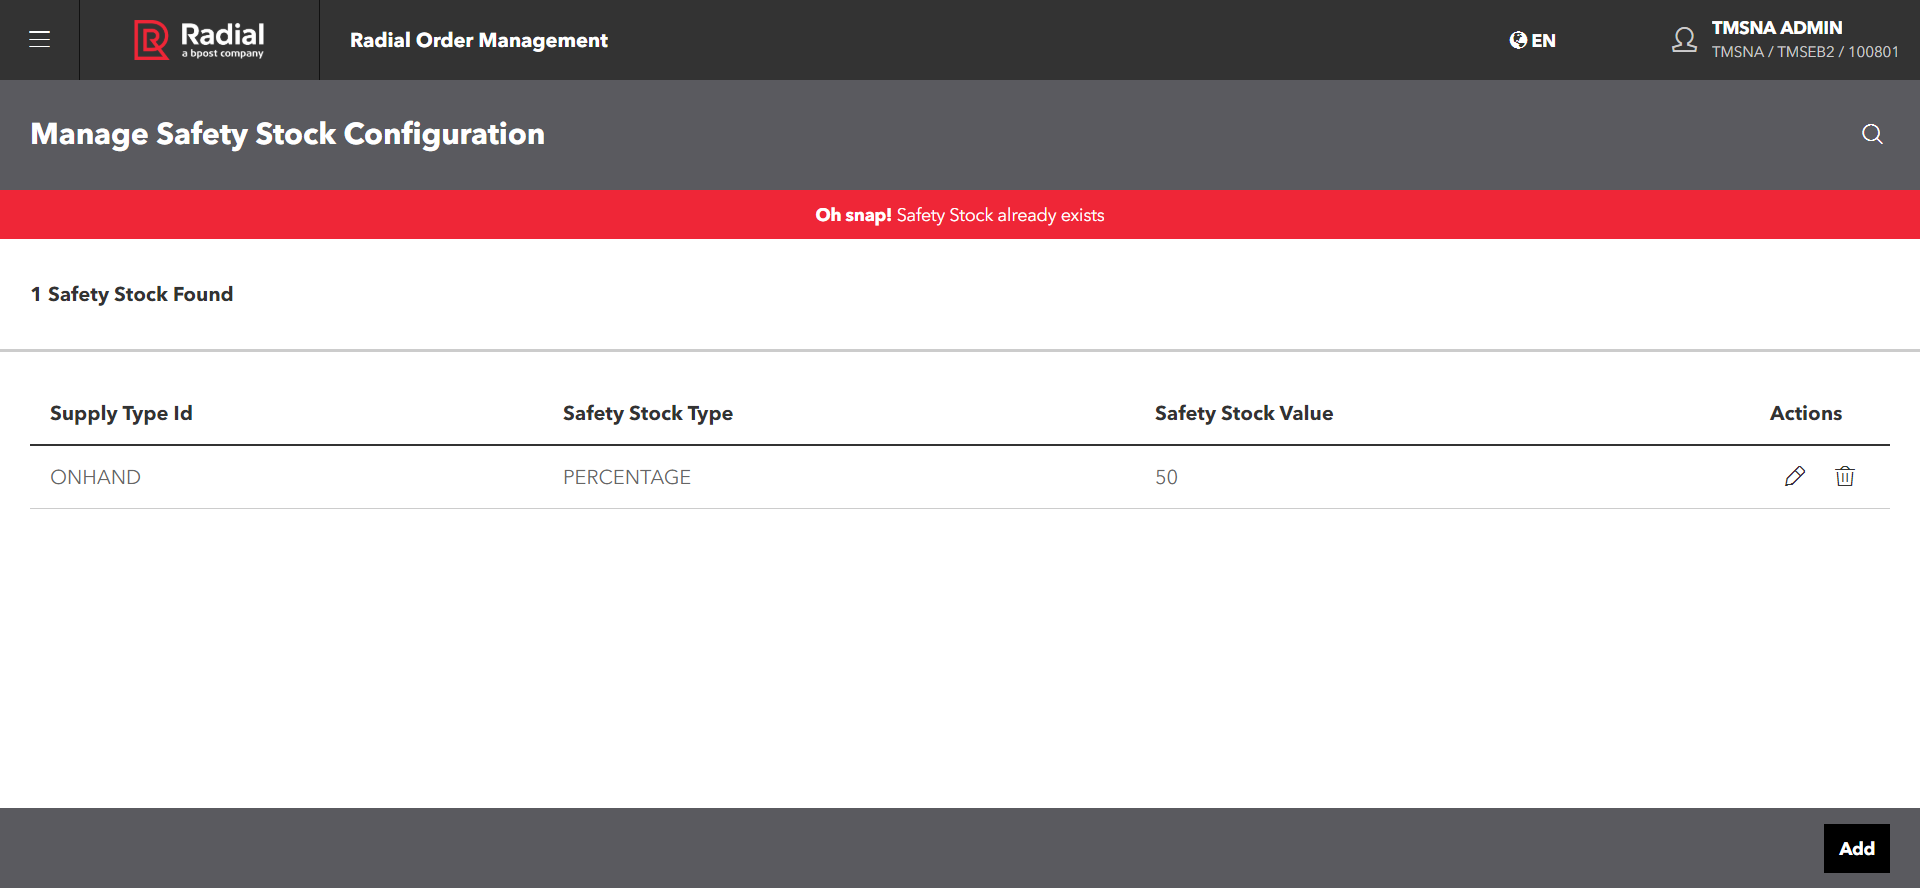 Radial
a bpost company
Radial Order Management
EN
TMSNA ADMIN
TMSNA / TMSEB2 / 100801
Manage Safety Stock Configuration
Oh snap! Safety Stock already exists
1 Safety Stock Found
Supply Type Id Safety Stock Type Safety Stock Value Actions
ONHAND PERCENTAGE 50
Add